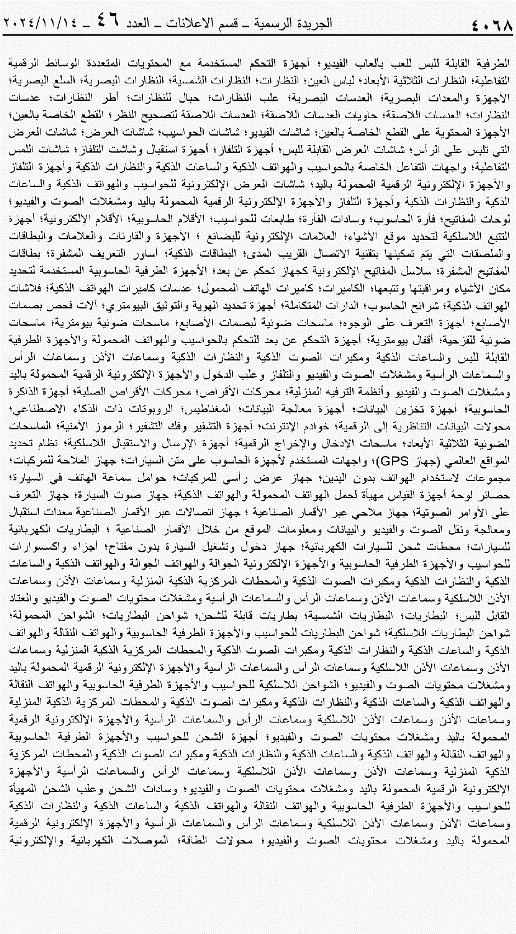 ٤٠٦٨ الجريدة الرسمية – قسم الاعلانات – العدد ٤٦ – ٢٠٢٤/١١/١٤
الطرفية القابلة للبس للعب بألعاب الفيديو؛ أجهزة التحكم المستخدمة مع المحتويات المتعددة الوسائط الرقمية
التفاعلية؛ النظارات الثلاثية الأبعاد؛ لباس العين؛ النظارات؛ النظارات الشمسية؛ النظارات البصرية؛ السلع البصرية؛
الأجهزة والمعدات البصرية؛ العدسات البصرية؛ علب النظارات؛ حبال للنظارات؛ أطر النظارات؛ عدسات
النظارات؛ العدسات اللاصقة؛ حاويات العدسات اللاصقة؛ العدسات اللاصقة لتصحيح النظر؛ القطع الخاصة بالعين؛
الأجهزة المحتوية على القطع الخاصة بالعين؛ شاشات الفيديو؛ شاشات الحواسيب؛ شاشات العرض؛ شاشات العرض
التي تلبس على الرأس؛ شاشات العرض القابلة للبس؛ أجهزة التلفاز؛ أجهزة استقبال وشاشت التلفاز؛ شاشات اللمس
التفاعلية؛ واجهات التفاعل الخاصة بالحواسيب والهواتف الذكية والساعات الذكية والنظارات الذكية وأجهزة التلفاز
والأجهزة الإلكترونية الرقمية المحمولة باليد؛ شاشات العرض الإلكترونية للحواسيب والهواتف الذكية والساعات
الذكية والنظارات الذكية وأجهزة التلفاز والأجهزة الإلكترونية الرقمية المحمولة باليد ومشغلات الصوت والفيديو؛
لوحات المفاتيح؛ فأرة الحاسوب؛ وسادات الفأرة؛ طابعات للحواسيب؛ الأقلام الحاسوبية؛ الأقلام الإلكترونية؛ أجهزة
التتبع اللاسلكية لتحديد موقع الأشياء؛ العلامات الإلكترونية للبضائع ؛ الأجهزة والقارئات والعلامات والبطاقات
والملصقات التي يتم تمكينها بتقنية الاتصال القريب المدى؛ البطاقات الذكية؛ أساور التعريف المشفرة؛ بطاقات
المفاتيح المشفرة؛ سلاسل المفاتيح الإلكترونية كجهاز تحكم عن بعد؛ الأجهزة الطرفية الحاسوبية المستخدمة لتحديد
مكان الأشياء ومراقبتها وتتبعها؛ الكاميرات؛ كاميرات الهاتف المحمول؛ عدسات كاميرات الهواتف الذكية؛ فلاشات
الهواتف الذكية؛ شرائح الحاسوب؛ الدارات المتكاملة؛ أجهزة تحديد الهوية والتوثيق البيومتري؛ آلات فحص بصمات
الأصابع؛ أجهزة التعرف على الوجوه؛ ماسحات ضوئية لبصمات الأصابع؛ ماسحات ضوئية بيومترية؛ ماسحات
ضوئية للقزحية؛ أقفال بيومترية؛ أجهزة التحكم عن بعد للتحكم بالحواسيب والهواتف المحمولة والأجهزة الطرفية
القابلة للبس والساعات الذكية ومكبرات الصوت الذكية والنظارات الذكية وسماعات الأذن وسماعات الرأس
والسماعات الرأسية ومشغلات الصوت والفيديو والتلفاز وعلب الدخول والأجهزة الإلكترونية الرقمية المحمولة باليد
ومشغلات الصوت والفيديو وأنظمة الترفيه المنزلية؛ محركات الأقراص؛ محركات الأقراص الصلبة؛ أجهزة الذاكرة
الحاسوبية؛ أجهزة تخزين البيانات؛ أجهزة معالجة البيانات؛ المغناطيس؛ الروبوتات ذات الذكاء الاصطناعي؛
محولات البيانات التناظرية إلى الرقمية؛ خوادم الإنترنت؛ أجهزة التشفير وفك التشفير؛ الرموز الأمنية؛ الماسحات
الضوئية الثلاثية الأبعاد؛ ماسحات الادخال والإخراج الرقمية؛ أجهزة الإرسال والاستقبال اللاسلكية؛ نظام تحديد
المواقع العالمي (جهاز GPS)؛ واجهات المستخدم لأجهزة الحاسوب على متن السيارات؛ جهاز الملاحة للمركبات؛
مجموعات لاستخدام الهواتف بدون اليدين؛ جهاز عرض رأسي للمركبات؛ حوامل سماعة الهاتف في السيارة؛
حصائر لوحة أجهزة القياس مهيأة لحمل الهواتف المحمولة والهواتف الذكية؛ جهاز صوت السيارة؛ جهاز التعرف
على الأوامر الصوتية؛ جهاز ملاحي عبر الأقمار الصناعية ؛ جهاز اتصالات عبر الأقمار الصناعية معدات استقبال
ومعالجة ونقل الصوت والفيديو والبيانات ومعلومات الموقع من خلال الاقمار الصناعية ؛ البطاريات الكهربائية
للسيارات؛ محطات شحن للسيارات الكهربائية؛ جهاز دخول وتشغيل السيارة بدون مفتاح؛ أجزاء واكسسوارات
للحواسيب والأجهزة الطرفية الحاسوبية والأجهزة الإلكترونية الجوالة والهواتف الجوالة والهواتف الذكية والساعات
الذكية والنظارات الذكية ومكبرات الصوت الذكية والمحطات المركزية الذكية المنزلية وسماعات الأذن وسماعات
الأذن اللاسلكية وسماعات الأذن وسماعات الرأس والسماعات الرأسية ومشغلات محتويات الصوت والفيديو والعتاد
القابل للبس؛ البطاريات؛ البطاريات الشمسية؛ بطاريات قابلة للشحن؛ شواحن البطاريات؛ الشواحن المحمولة؛
شواحن البطاريات اللاسلكية؛ شواحن البطاريات للحواسيب والأجهزة الطرفية الحاسوبية والهواتف النقالة والهواتف
الذكية والساعات الذكية والنظارات الذكية ومكبرات الصوت الذكية والمحطات المركزية الذكية المنزلية وسماعات
الأذن وسماعات الأذن اللاسلكية وسماعات الأذن وسماعات الرأس والسماعات الرأسية والأجهزة الإلكترونية الرقمية المحمولة باليد
ومشغلات محتويات الصوت والفيديو؛ الشواحن اللاسلكية للحواسيب والأجهزة الطرفية الحاسوبية والهواتف النقالة
والهواتف الذكية والساعات الذكية والنظارات الذكية ومكبرات الصوت الذكية والمحطات المركزية الذكية المنزلية
وسماعات الأذن وسماعات الأذن اللاسلكية وسماعات الرأس والسماعات الرأسية والأجهزة الإلكترونية الرقمية
المحمولة باليد ومشغلات محتويات الصوت والفيديو؛ أجهزة الشحن للحواسيب والأجهزة الطرفية الحاسوبية
والهواتف النقالة والهواتف الذكية والساعات الذكية والنظارات الذكية ومكبرات الصوت الذكية والمحطات المركزية
الذكية المنزلية وسماعات الأذن وسماعات الأذن اللاسلكية وسماعات الرأس والسماعات الرأسية والأجهزة
الإلكترونية الرقمية المحمولة باليد ومشغلات محتويات الصوت والفيديو؛ وسادات الشحن وعلب الشحن المهيأة
للحواسيب والأجهزة الطرفية الحاسوبية والهواتف النقالة والهواتف الذكية والساعات الذكية والنظارات الذكية
وسماعات الأذن وسماعات الأذن اللاسلكية وسماعات الرأس والسماعات الرأسية والأجهزة الإلكترونية الرقمية
المحمولة باليد ومشغلات محتويات الصوت والفيديو؛ محولات الطاقة؛ الموصلات الكهربائية والإلكترونية